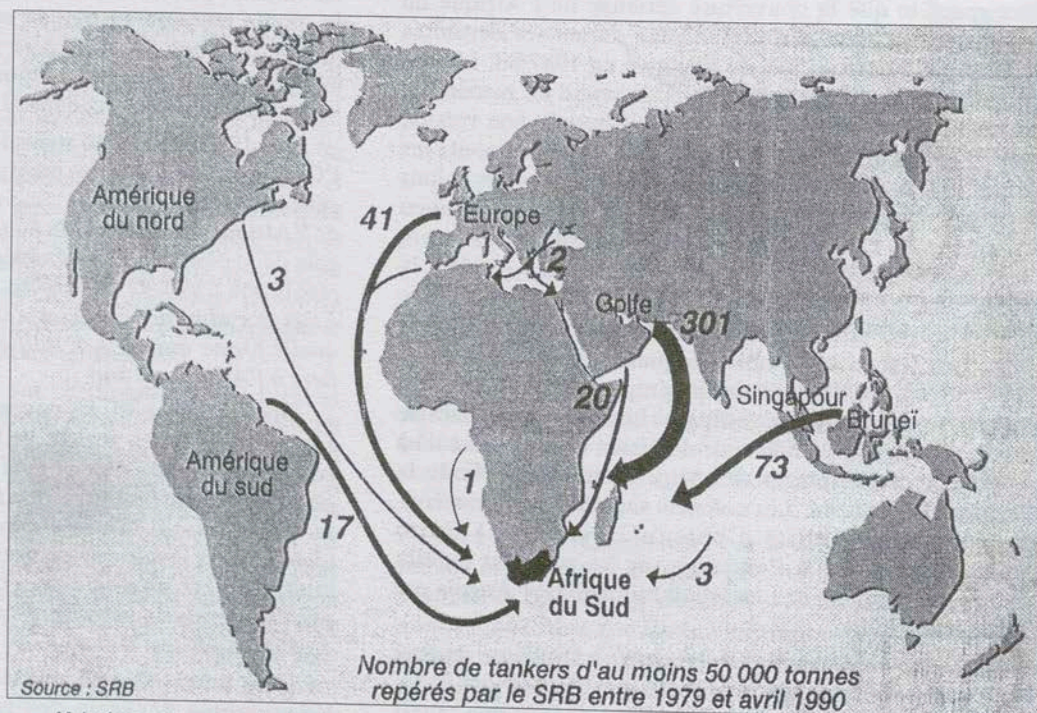 Amérique
du nord
41
Europe
3
2
Golfe
301
20
Singapour
Bruneï
73
Amérique
du sud
1
17
3
Afrique
du Sud
Nombre de tankers d'au moins 50 000 tonnes
repérés par le SRB entre 1979 et avril 1990
Source : SRB